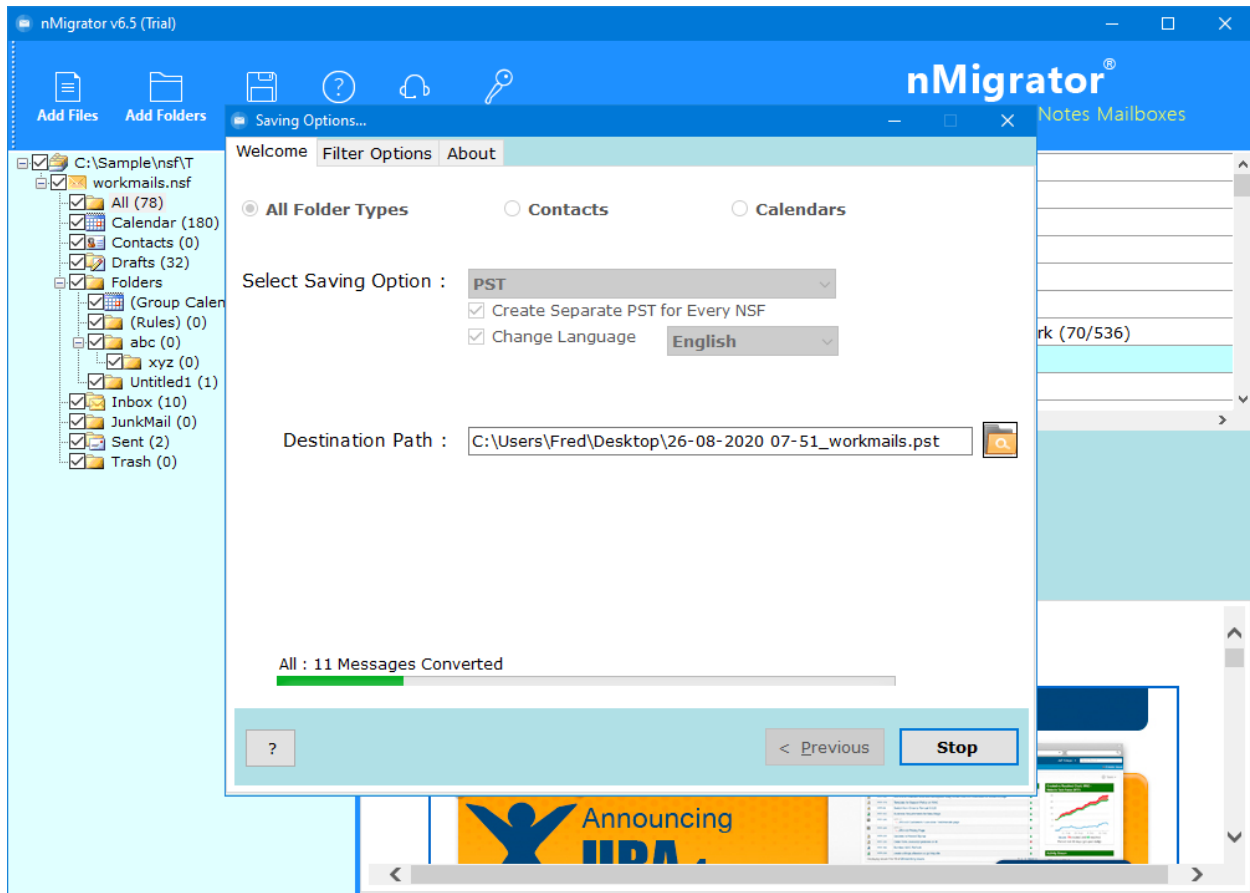 nMigrator v6.5 (Trial)
Add Files Add Folders
nMigrator®
Notes Mailboxes
C:\Sample\nsf\T
workmails.nsf
All (78)
Calendar (180)
Contacts (0)
Drafts (32)
Folders
(Group Calen
(Rules) (0)
abc (0)
xyz (0)
Untitled1 (1)
Inbox (10)
JunkMail (0)
Sent (2)
Trash (0)
Saving Options...
Welcome Filter Options About
All Folder Types Contacts Calendars
Select Saving Option : PST
Create Separate PST for Every NSF
Change Language English
Destination Path : C:\Users\Fred\Desktop\26-08-2020 07-51_workmails.pst
All : 11 Messages Converted
? < Previous Stop
rk (70/536)
Announcing